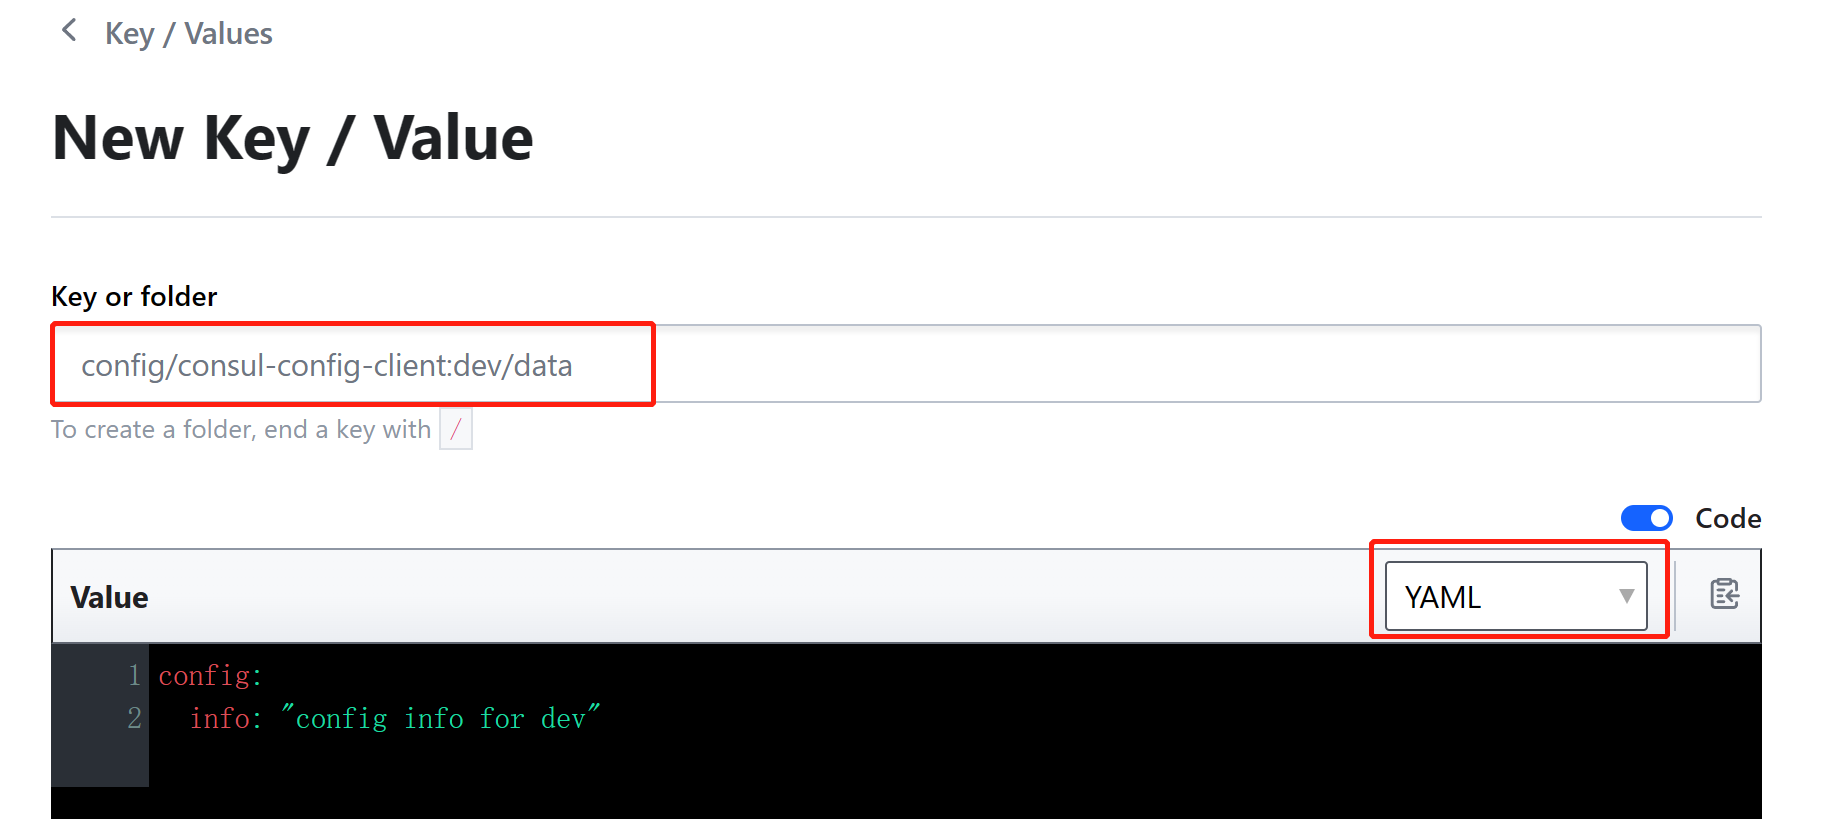 Key / Values
New Key / Value
Key or folder
config/consul-config-client:dev/data
To create a folder, end a key with /
Code
Value
YAML
1 config:
2 info: "config info for dev"